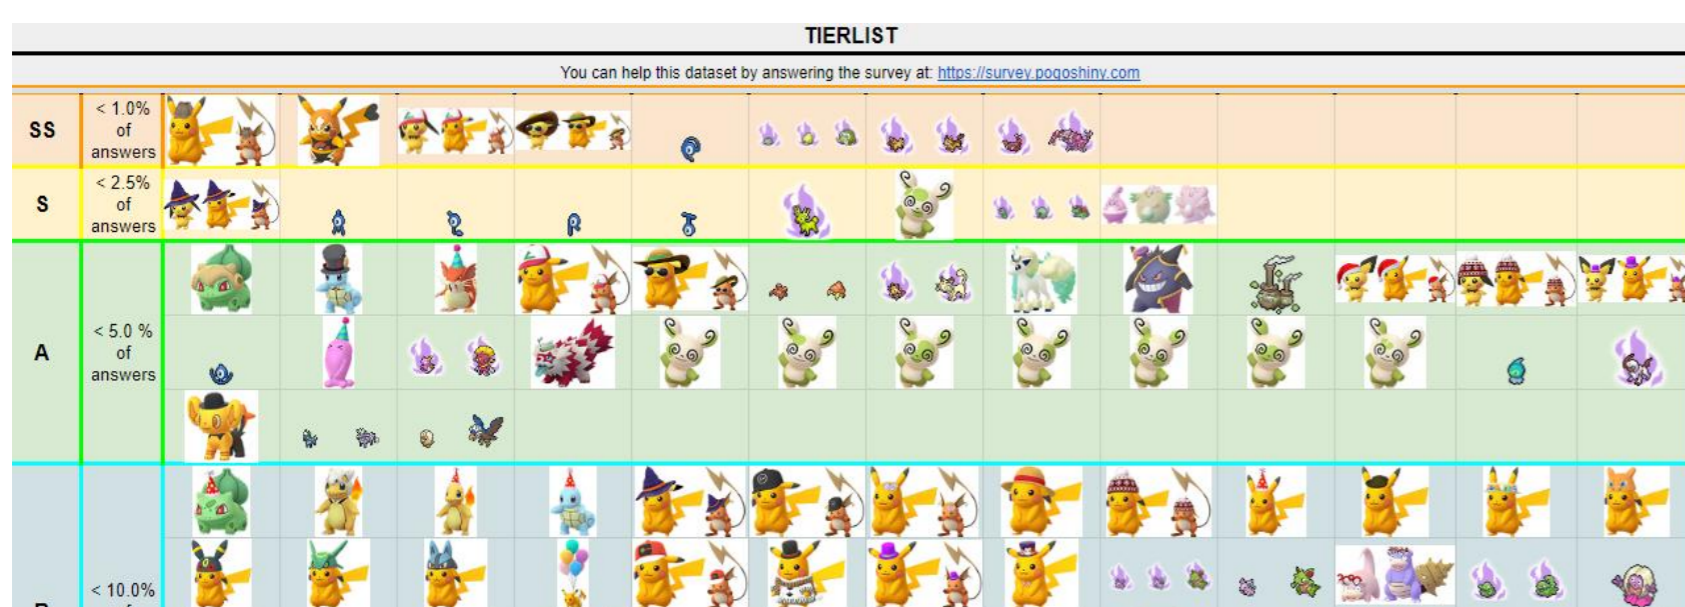 TIERLIST
You can help this dataset by answering the survey at: https://survey.pogoshiny.com
SS
< 1.0%
of
answers
S
< 2.5%
of
answers
A
< 5.0 %
of
answers
< 10.0%